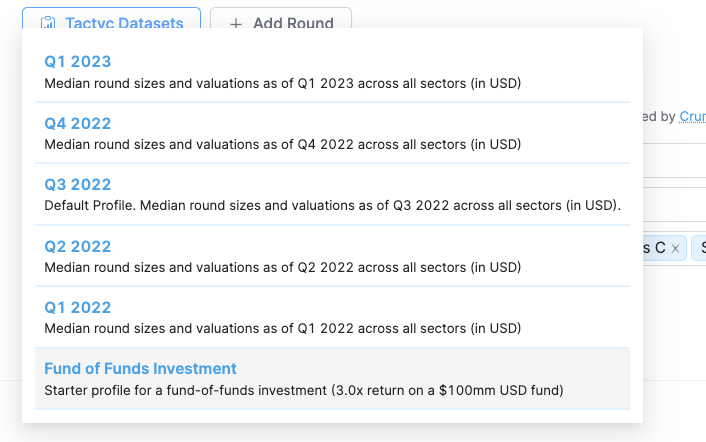 Tactyc Datasets
Add Round
Q1 2023
Median round sizes and valuations as of Q1 2023 across all sectors (in USD)
ed by Crun
Q4 2022
Median round sizes and valuations as of Q4 2022 across all sectors (in USD)
Q3 2022
Default Profile. Median round sizes and valuations as of Q3 2022 across all sectors (in USD).
Q2 2022
s C ×
S
Median round sizes and valuations as of Q2 2022 across all sectors (in USD)
Q1 2022
Median round sizes and valuations as of Q1 2022 across all sectors (in USD)
Fund of Funds Investment
Starter profile for a fund-of-funds investment (3.0x return on a $100mm USD fund)